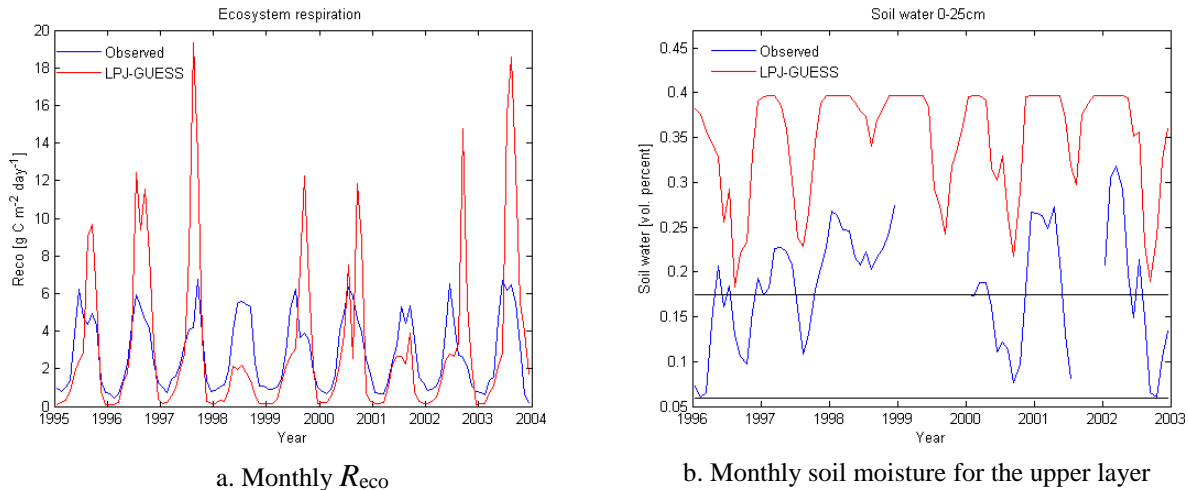 Ecosystem respiration
20
18
16
14
12
10
8
6
4
2
0
Reco [g C m-2 day-1]
Observed
LPJ-GUESS
1995 1996 1997 1998 1999 2000 2001 2002 2003 2004
Year
a. Monthly Reco
Soil water 0-25cm
0.45
0.4
0.35
0.3
0.25
0.2
0.15
0.1
0.05
Soil water [vol. percent]
Observed
LPJ-GUESS
1996 1997 1998 1999 2000 2001 2002 2003
Year
b. Monthly soil moisture for the upper layer